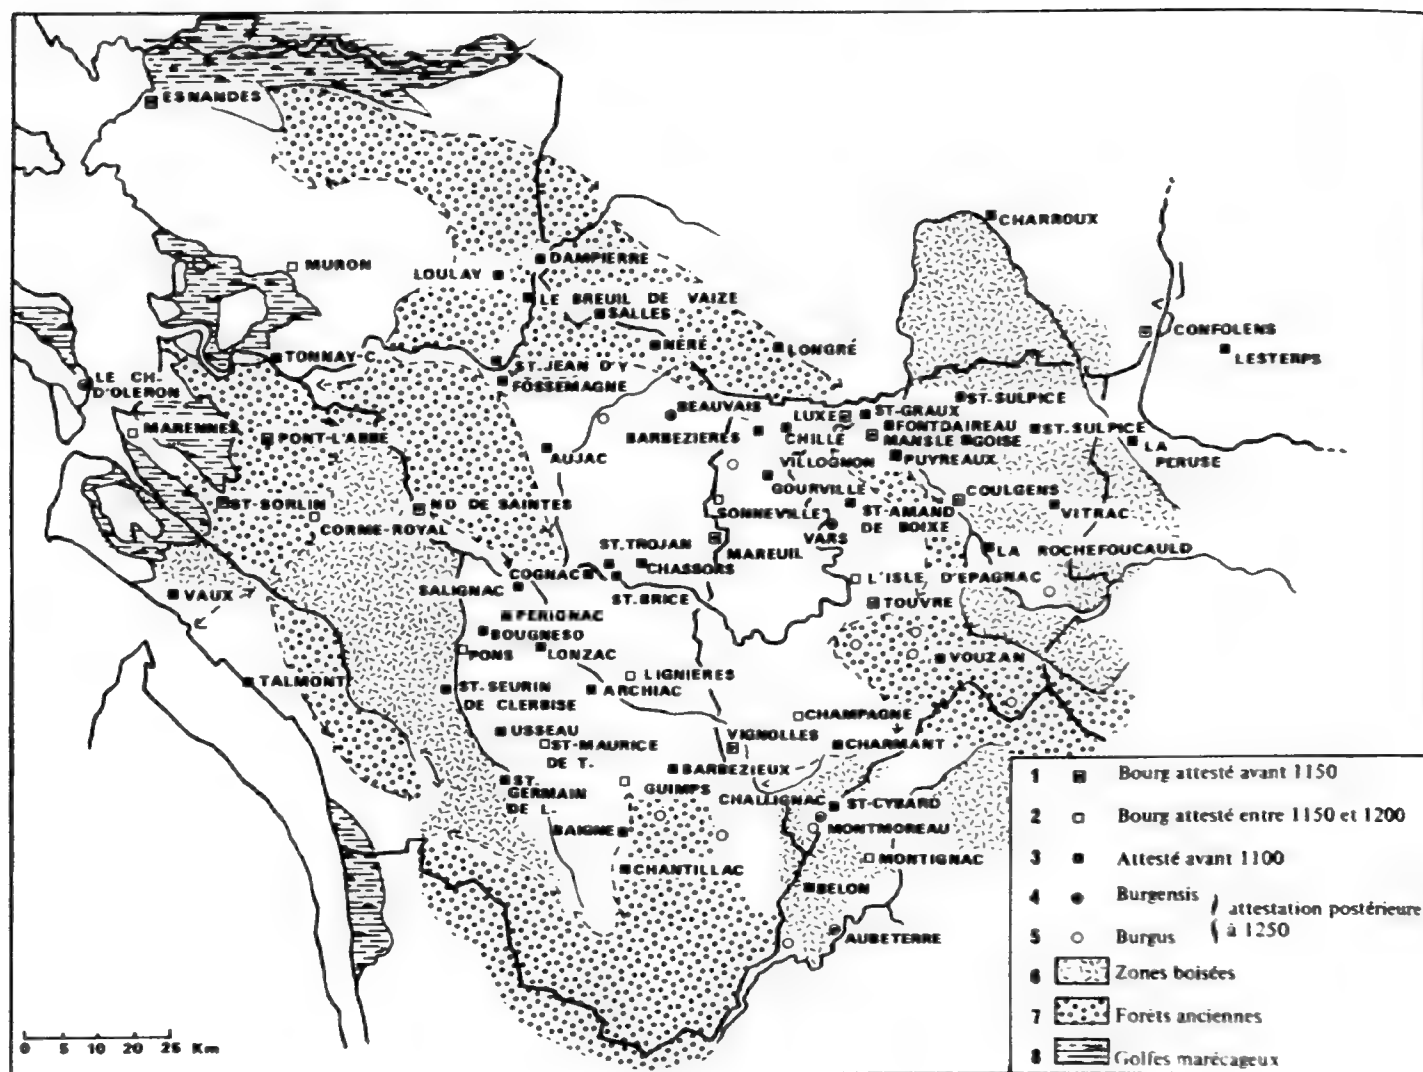 ESNANDES
CHARROUX
MURON
LOULAY
DAMPIERRE
LE BREUIL DE VAIZE
SALLES
CONFOLENS
LESTERPS
TONNAY-C.
NÉRÉ
LONGRÉ
ST. JEAN D'Y
FOSSEMAGNE
LE CH.
D'OLERON
ST-SULPICE
BEAUVAIS
LUXE
ST-GRAUX
MARENNES
PONT-L'ABBE
BARBEZIERES
CHILLÉ
FONTDAIREAU
MANSLE
GOISE
ST. SULPICE
LA
PERUSE
AUJAC
VILLOGNON
PUYREAUX
GOURVILLE
COULGENS
ST-SORLIN
ND DE SAINTES
SONNEVILLE
ST-AMAND
DE BOIXE
VITRAC
CORME-ROYAL
VARS
MAREUIL
ST. TROJAN
LA ROCHEFOUCAULD
COGNAC
CHASSORS
L'ISLE D'EPAGNAC
SALIGNAC
ST. BRICE
VAUX
TOUVRE
PERIGNAC
BOUGNESO
PONS
LONZAC
VOUZAN
TALMONT
LIGNIERES
ST. SEURIN
DE CLERBISE
ARCHIAC
CHAMPAGNE
USSEAU
VIGNOLLES
ST-MAURICE
DE T.
CHARMANT
BARBEZIEUX
ST.
GERMAIN
DE L.
GUIMPS
CHALLIGNAC
ST-CYBARD
BAIGNE
MONTMOREAU
MONTIGNAC
CHANTILLAC
BELON
AUBETERRE
1 Bourg attesté avant 1150
2 Bourg attesté entre 1150 et 1200
3 Attesté avant 1100
4 Burgensis
5 Burgus
attestation postérieure
à 1250
6 Zones boisées
7 Forêts anciennes
8 Golfes marécageux
0 5 10 20 25 Km